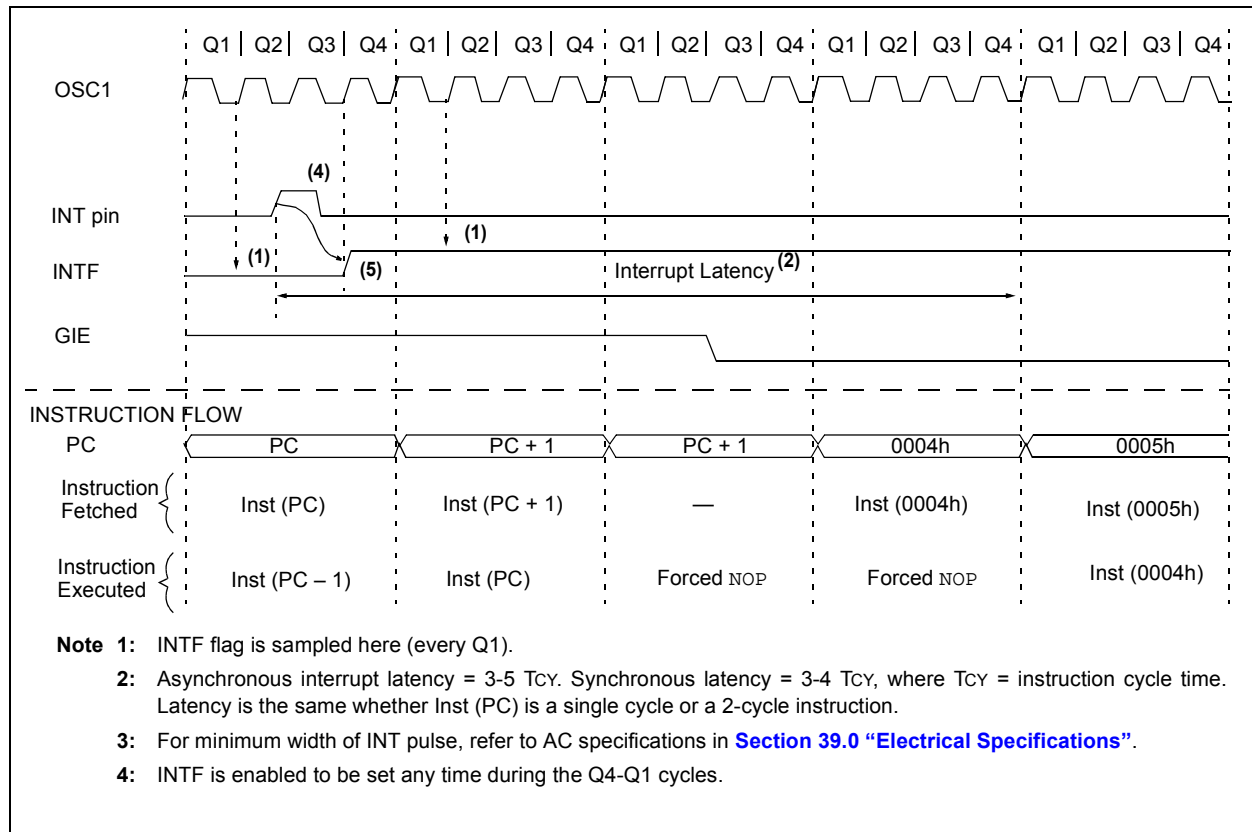 Q1 Q2 Q3 Q4 Q1 Q2 Q3 Q4 Q1 Q2 Q3 Q4 Q1 Q2 Q3 Q4 Q1 Q2 Q3 Q4
OSC1
(4)
INT pin
(1)
(1)
INTF
(5)
Interrupt Latency(2)
GIE
INSTRUCTION FLOW
PC PC PC + 1 PC + 1 0004h 0005h
Instruction
Fetched
Inst (PC) Inst (PC + 1) — Inst (0004h) Inst (0005h)
Instruction
Executed
Inst (PC – 1) Inst (PC) Forced NOP Forced NOP Inst (0004h)
Note 1: INTF flag is sampled here (every Q1).
2: Asynchronous interrupt latency = 3-5 TCY. Synchronous latency = 3-4 TCY, where TCY = instruction cycle time.
Latency is the same whether Inst (PC) is a single cycle or a 2-cycle instruction.
3: For minimum width of INT pulse, refer to AC specifications in Section 39.0 “Electrical Specifications”.
4: INTF is enabled to be set any time during the Q4-Q1 cycles.